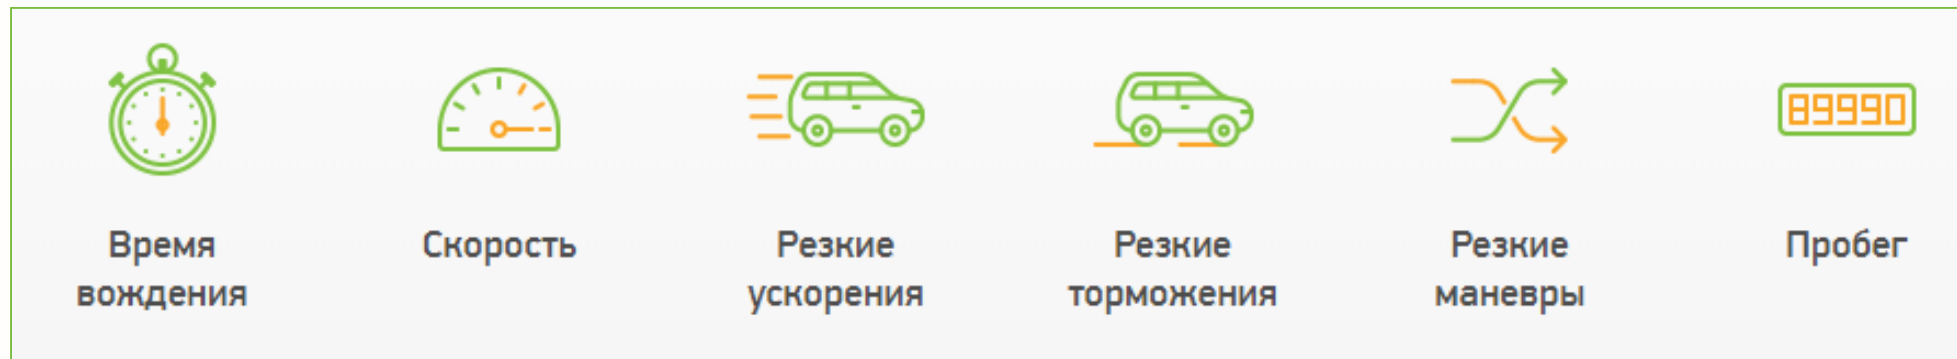 89990
Время
вождения
Скорость
Резкие
ускорения
Резкие
торможения
Резкие
маневры
Пробег